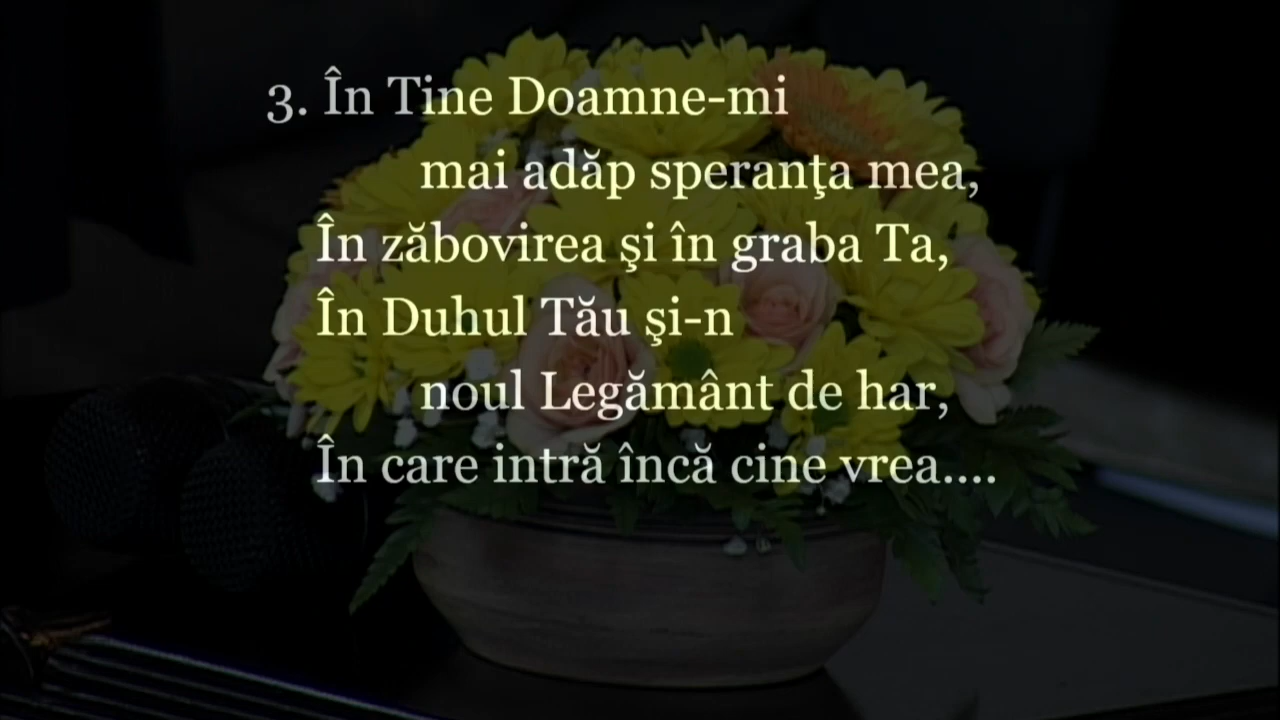 3. În Tine Doamne-mi
mai adăp speranţa mea,
În zăbovirea şi în graba Ta,
În Duhul Tău şi-n
noul Legământ de har,
În care intră încă cine vrea....